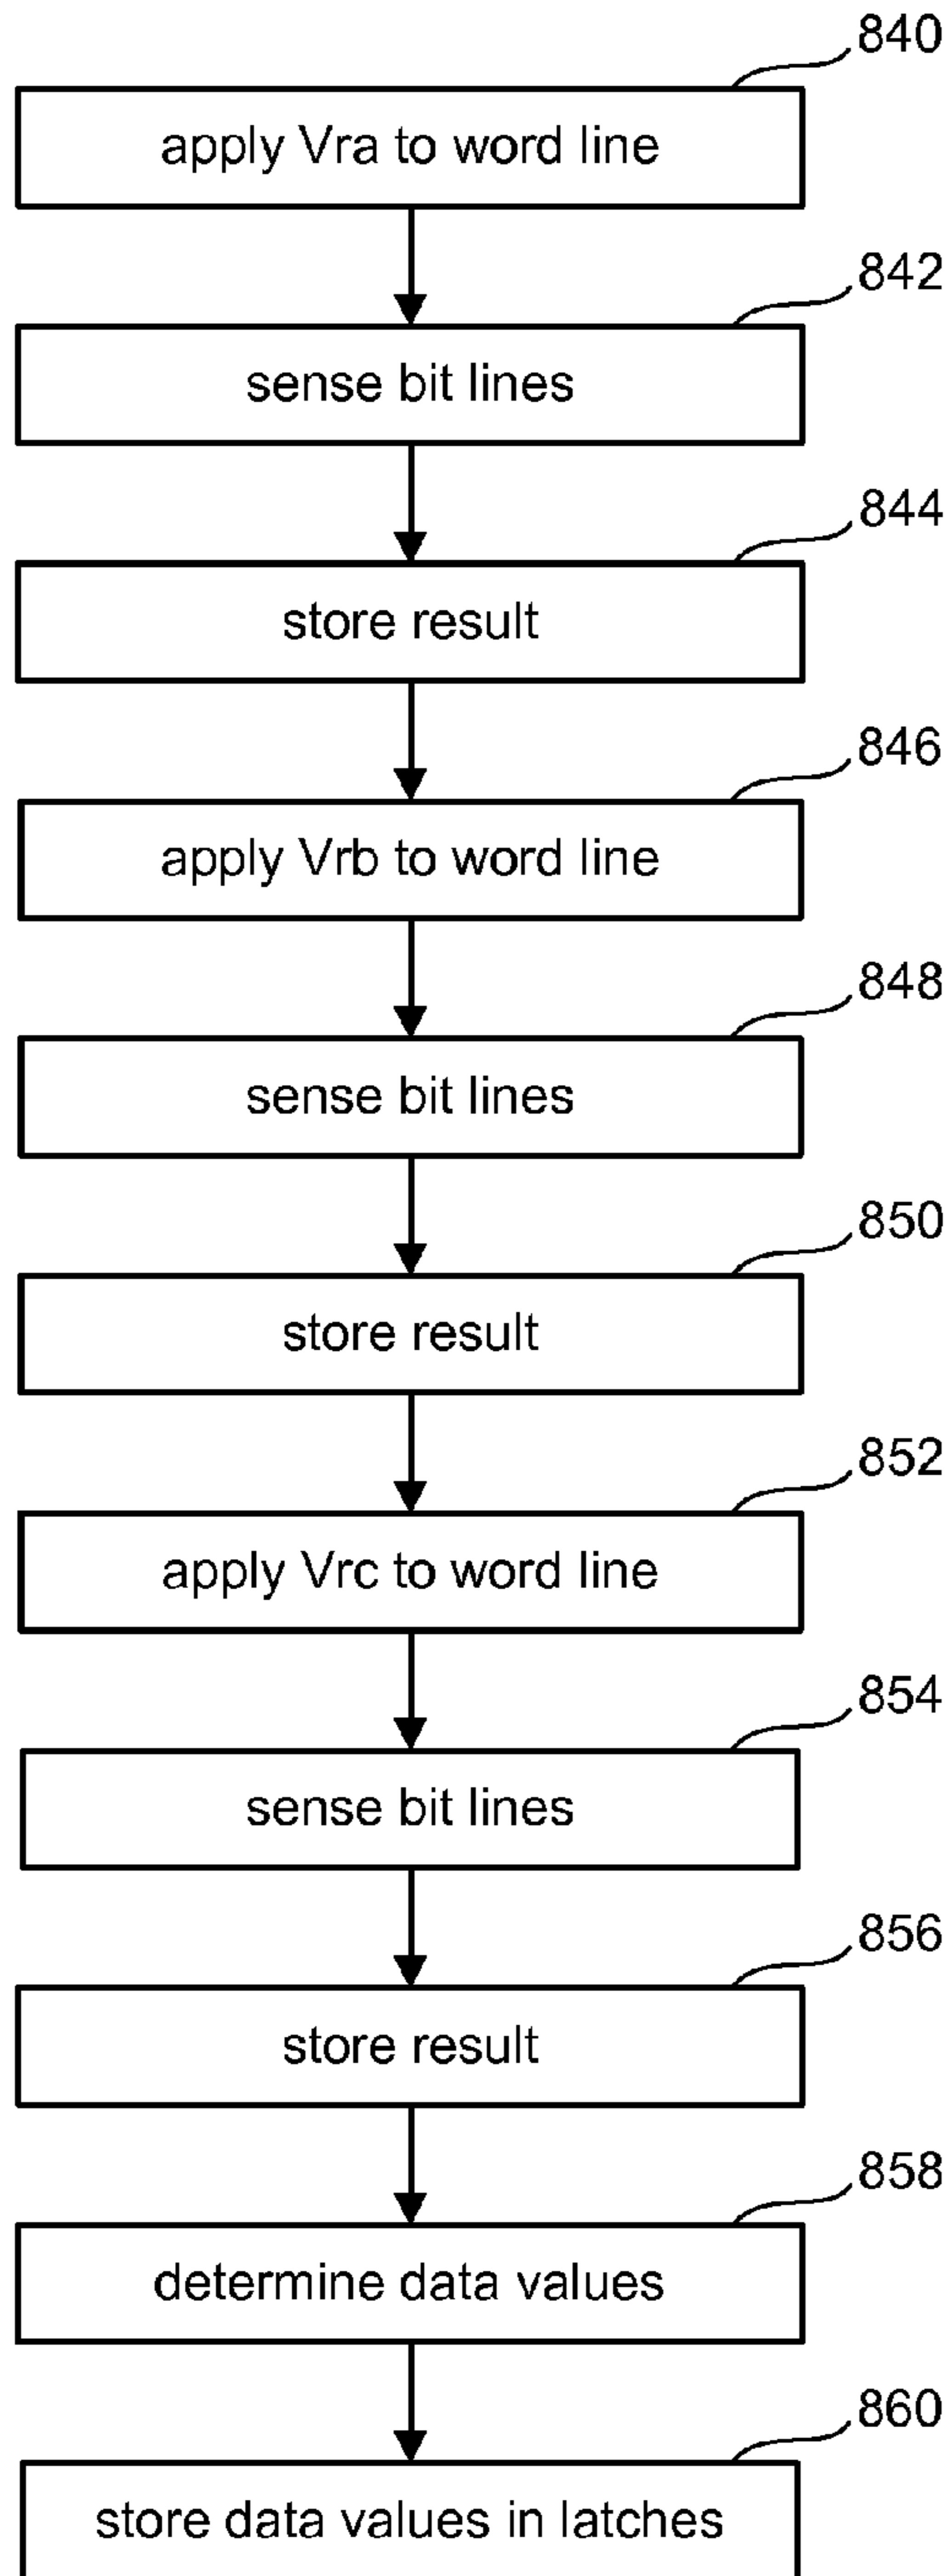 840
apply Vra to word line
842
sense bit lines
844
store result
846
apply Vrb to word line
848
sense bit lines
850
store result
852
apply Vrc to word line
854
sense bit lines
856
store result
858
determine data values
860
store data values in latches